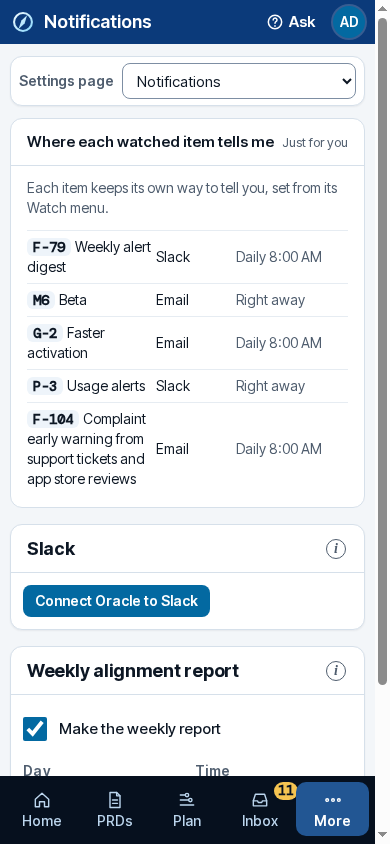 Notifications
Ask
AD
Settings page
Notifications
Where each watched item tells me
Just for you
Each item keeps its own way to tell you, set from its
Watch menu.
F-79 Weekly alert
digest
Slack
Daily 8:00 AM
M6 Beta
Email
Right away
G-2 Faster
activation
Email
Daily 8:00 AM
P-3 Usage alerts
Slack
Right away
F-104 Complaint
early warning from
support tickets and
app store reviews
Email
Daily 8:00 AM
Slack
i
Connect Oracle to Slack
Weekly alignment report
i
Make the weekly report
Day
Time
Home
PRDs
Plan
11
Inbox
More